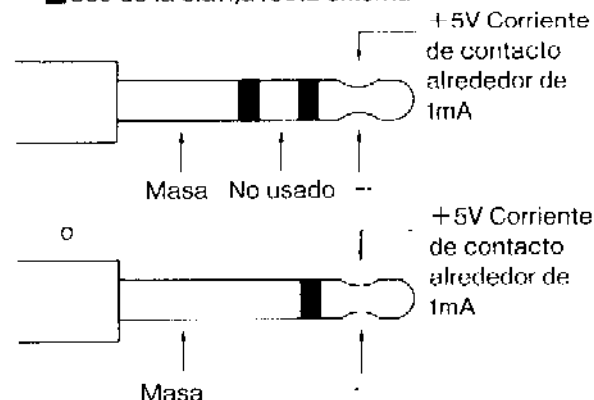 +5V Corriente
de contacto
alrededor de
1mA
Masa No usado
o
+5V Corriente
de contacto
alrededor de
1mA
Masa